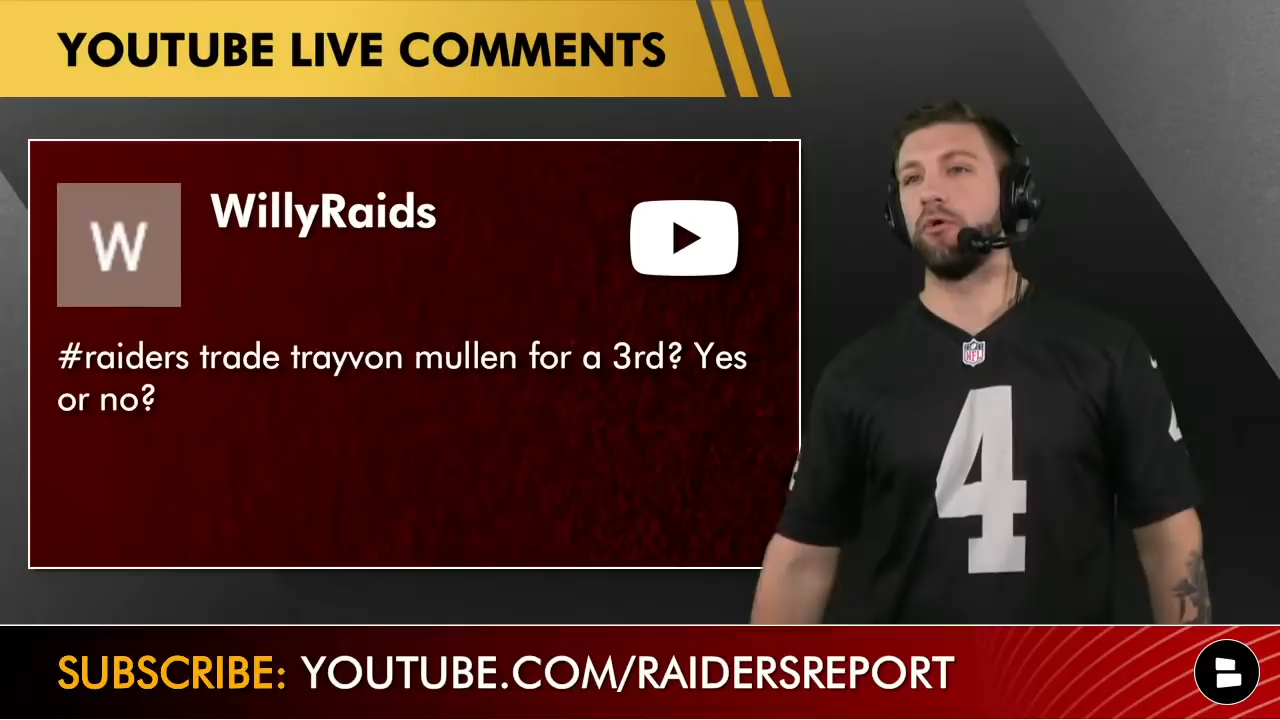 YOUTUBE LIVE COMMENTS
W
WillyRaids
#raiders trade trayvon mullen for a 3rd? Yes
or no?
NFL
4
SUBSCRIBE: YOUTUBE.COM/RAIDERSREPORT